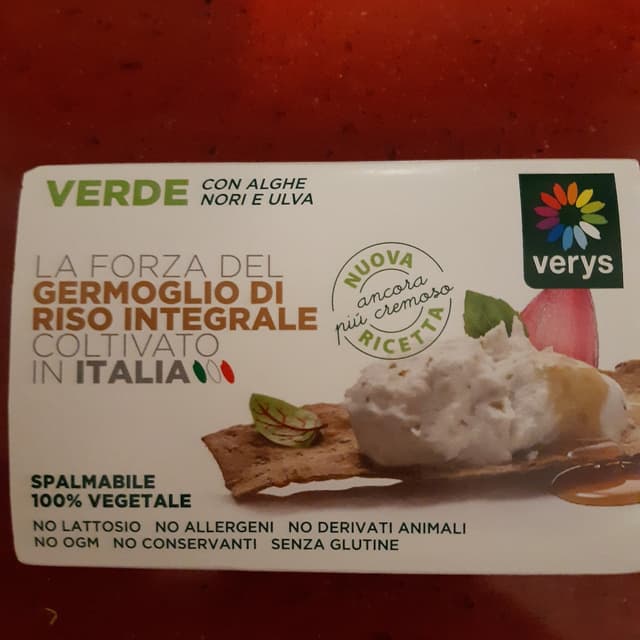 VERDE CON ALGHE
NORI E ULVA
verys
LA FORZA DEL
GERMOGLIO DI
RISO INTEGRALE
COLTIVATO
IN ITALIA
NUOVA
ancora
più cremoso
RICETTA
SPALMABILE
100% VEGETALE
NO LATTOSIO NO ALLERGENI NO DERIVATI ANIMALI
NO OGM NO CONSERVANTI SENZA GLUTINE